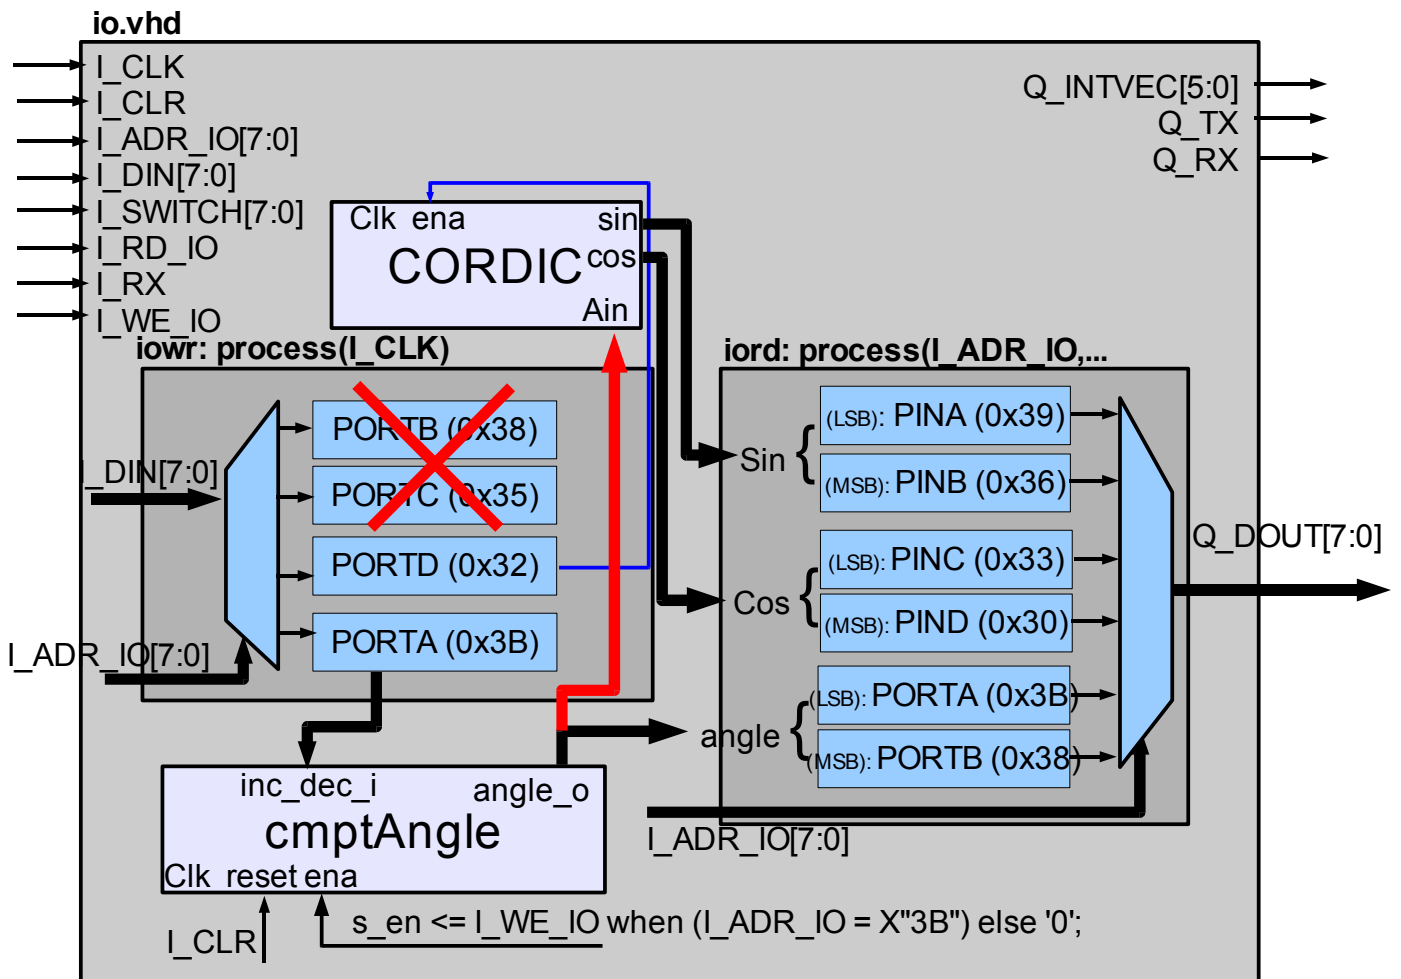 io.vhd
I_CLK
I_CLR
I_ADR_IO[7:0]
I_DIN[7:0]
I_SWITCH[7:0]
I_RD_IO
I_RX
I_WE_IO
Q_INTVEC[5:0]
Q_TX
Q_RX
Clk ena sin
CORDIC cos
Ain
iowr: process(I_CLK)
I_DIN[7:0]
I_ADR_IO[7:0]
PORTB (0x38)
PORTC (0x35)
PORTD (0x32)
PORTA (0x3B)
iord: process(I_ADR_IO,...
Sin {
(LSB): PINA (0x39)
(MSB): PINB (0x36)
Cos {
(LSB): PINC (0x33)
(MSB): PIND (0x30)
angle {
(LSB): PORTA (0x3B)
(MSB): PORTB (0x38)
Q_DOUT[7:0]
I_ADR_IO[7:0]
inc_dec_i angle_o
cmptAngle
Clk reset ena
I_CLR
s_en <= I_WE_IO when (I_ADR_IO = X"3B") else '0';